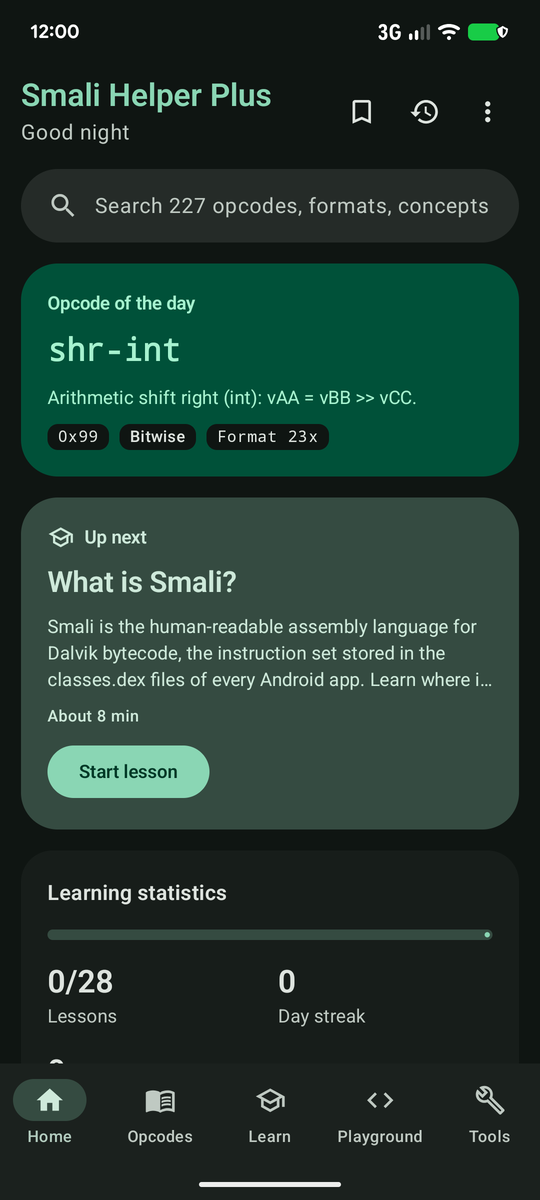 12:00
3G
Smali Helper Plus
Good night
Search 227 opcodes, formats, concepts
Opcode of the day
shr-int
Arithmetic shift right (int): vAA = vBB >> vCC.
0x99 Bitwise Format 23x
Up next
What is Smali?
Smali is the human-readable assembly language for
Dalvik bytecode, the instruction set stored in the
classes.dex files of every Android app. Learn where i…
About 8 min
Start lesson
Learning statistics
0/28 0
Lessons Day streak
Home Opcodes Learn Playground Tools